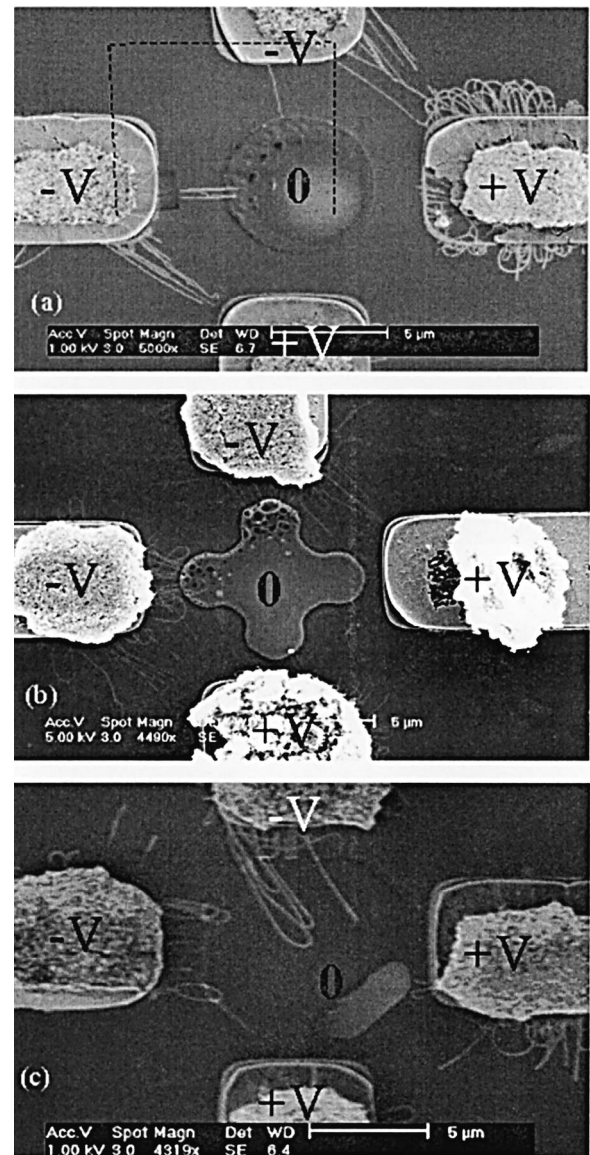 -V
-V
0
+V
(a)
+V
Acc.V Spot Magn Det WD 5 µm
1.00 kV 3.0 5000x SE 6.7
-V
-V
0
+V
(b)
+V
Acc.V Spot Magn WD 5 µm
5.00 kV 3.0 4490x SE
-V
-V
0
+V
(c)
+V
Acc.V Spot Magn Det WD 5 µm
1.00 kV 3.0 4319x SE 6.4